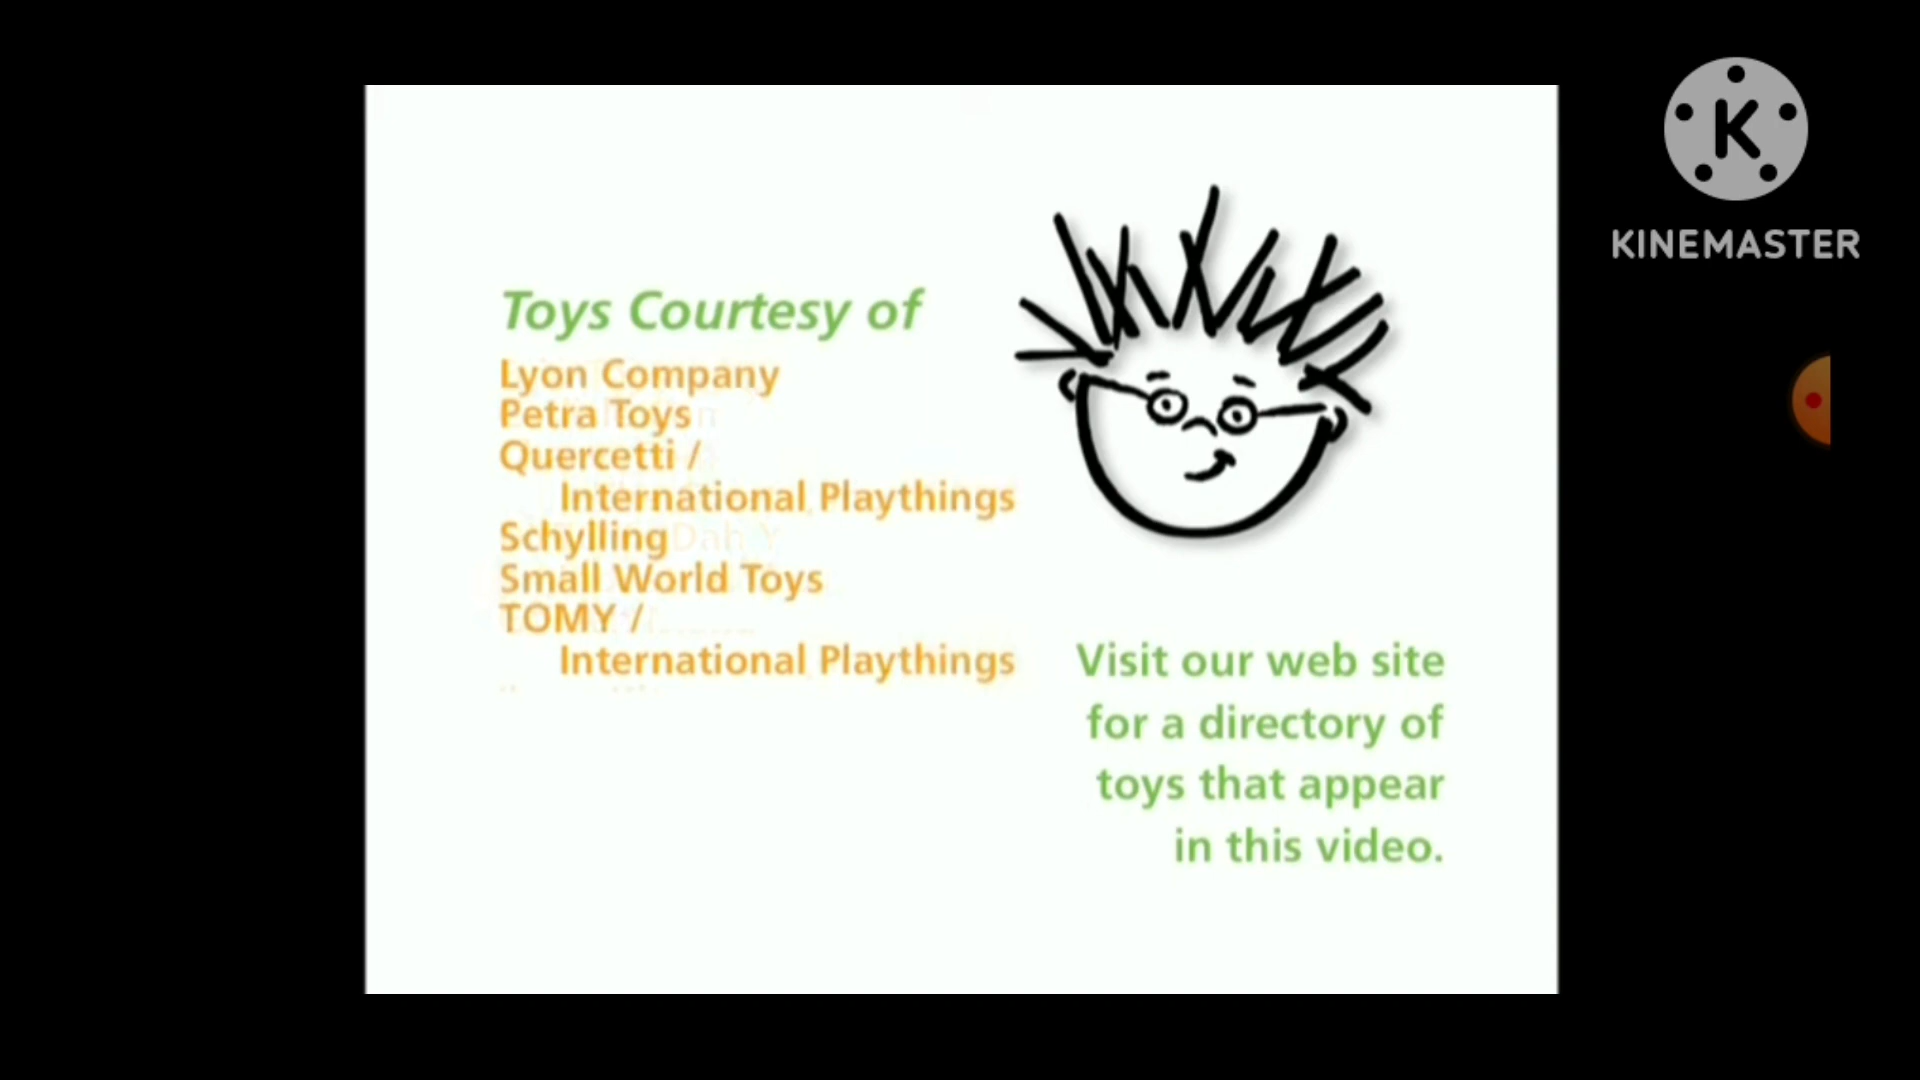 Toys Courtesy of
Lyon Company
Petra Toys
Quercetti /
International Playthings
Schylling
Small World Toys
TOMY /
International Playthings
Visit our web site
for a directory of
toys that appear
in this video.
K
KINEMASTER